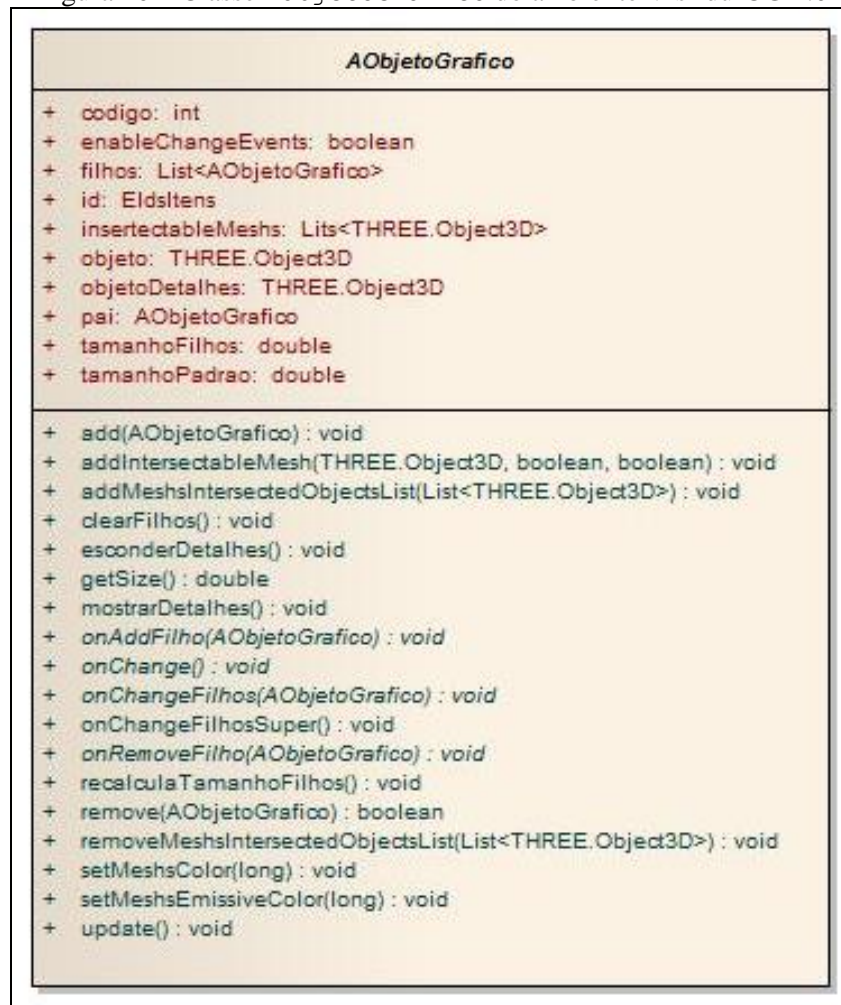 AObjetoGrafico
+ codigo: int
+ enableChangeEvents: boolean
+ filhos: List<AObjetoGrafico>
+ id: EIdsItens
+ insertectableMeshs: Lits<THREE.Object3D>
+ objeto: THREE.Object3D
+ objetoDetalhes: THREE.Object3D
+ pai: AObjetoGrafico
+ tamanhoFilhos: double
+ tamanhoPadrao: double
+ add(AObjetoGrafico) : void
+ addIntersectableMesh(THREE.Object3D, boolean, boolean) : void
+ addMeshsIntersectedObjectsList(List<THREE.Object3D>) : void
+ clearFilhos() : void
+ esconderDetalhes() : void
+ getSize() : double
+ mostrarDetalhes() : void
+ onAddFilho(AObjetoGrafico) : void
+ onChange() : void
+ onChangeFilhos(AObjetoGrafico) : void
+ onChangeFilhosSuper() : void
+ onRemoveFilho(AObjetoGrafico) : void
+ recalculaTamanhoFilhos() : void
+ remove(AObjetoGrafico) : boolean
+ removeMeshsIntersectedObjectsList(List<THREE.Object3D>) : void
+ setMeshsColor(long) : void
+ setMeshsEmissiveColor(long) : void
+ update() : void